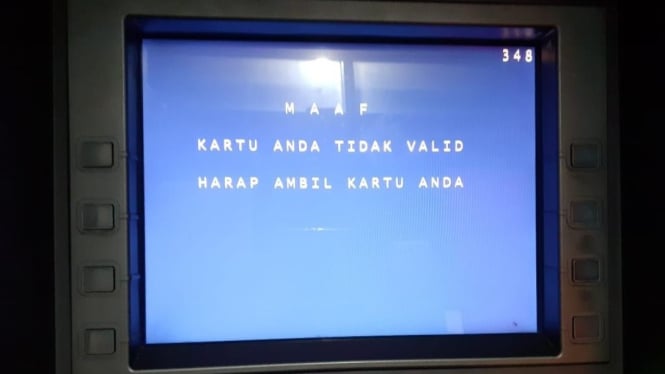 348
M A A F
KARTU ANDA TIDAK VALID
HARAP AMBIL KARTU ANDA